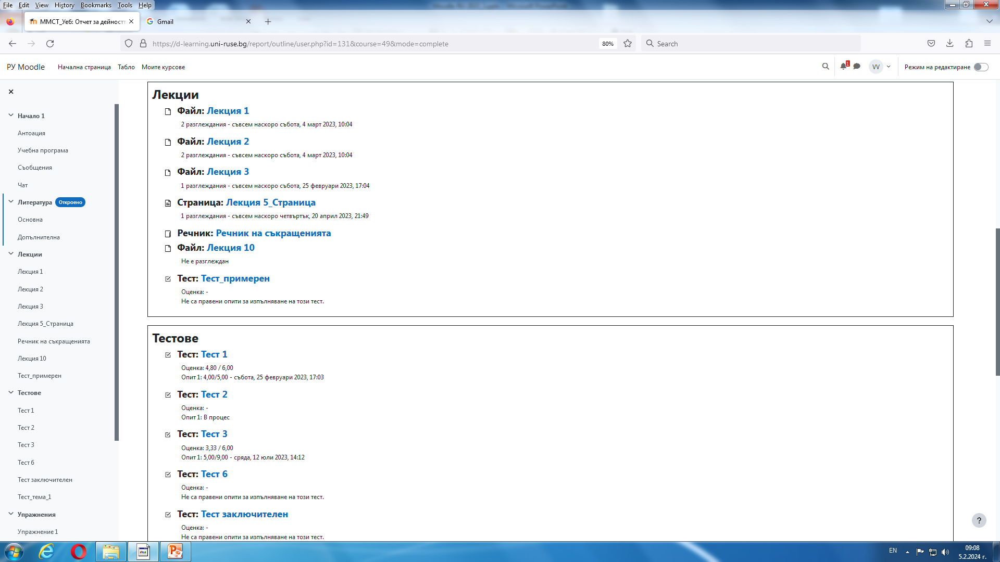 File Edit View History Bookmarks Tools Help
ММСТ_Уеб: Отчет за дейностт
Gmail
https://d-learning.uni-ruse.bg/report/outline/user.php?id=131&course=49&mode=complete
80%
Search
РУ Moodle
Начална страница
Табло
Моите курсове
1
VV
Режим на редактиране
Начало 1
Антоация
Учебна програма
Съобщения
Чат
Литература
Откроено
Основна
Допълнителна
Лекции
Лекция 1
Лекция 2
Лекция 3
Лекция 5_Страница
Речник на съкращенията
Лекция 10
Тест_примерен
Тестове
Тест 1
Тест 2
Тест 3
Тест 6
Тест заключителен
Тест_тема_1
Упражнения
Упражнение 1
Лекции
Файл: Лекция 1
2 разглеждания - съвсем наскоро събота, 4 март 2023, 10:04
Файл: Лекция 2
2 разглеждания - съвсем наскоро събота, 4 март 2023, 10:04
Файл: Лекция 3
1 разглеждания - съвсем наскоро събота, 25 февруари 2023, 17:04
Страница: Лекция 5_Страница
1 разглеждания - съвсем наскоро четвъртък, 20 април 2023, 21:49
Речник: Речник на съкращенията
Файл: Лекция 10
Не е разглеждан
Тест: Тест_примерен
Оценка: -
Не са правени опити за изпълняване на този тест.
Тестове
Тест: Тест 1
Оценка: 4,80 / 6,00
Опит 1: 4,00/5,00 - събота, 25 февруари 2023, 17:03
Тест: Тест 2
Оценка: -
Опит 1: В процес
Тест: Тест 3
Оценка: 3,33 / 6,00
Опит 1: 5,00/9,00 - сряда, 12 юли 2023, 14:12
Тест: Тест 6
Оценка: -
Не са правени опити за изпълняване на този тест.
Тест: Тест заключителен
Оценка: -
Не са правени опити за изпълняване на този тест.
?
EN
09:08
5.2.2024 г.